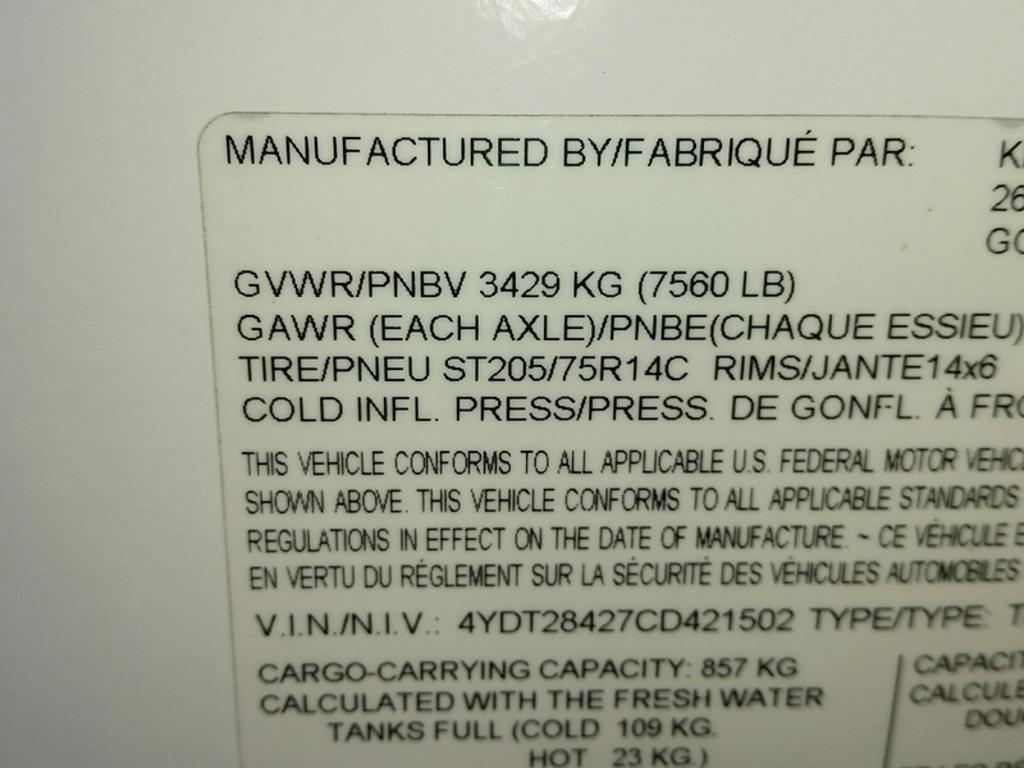 MANUFACTURED BY/FABRIQUÉ PAR:
26
GVWR/PNBV 3429 KG (7560 LB)
GAWR (EACH AXLE)/PNBE(CHAQUE ESSIEU)
TIRE/PNEU ST205/75R14C RIMS/JANTE14x6
COLD INFL. PRESS/PRESS. DE GONFL. À
THIS VEHICLE CONFORMS TO ALL APPLICABLE U.S. FEDERAL MOTOR
SHOWN ABOVE. THIS VEHICLE CONFORMS TO ALL APPLICABLE STANDARDS
REGULATIONS IN EFFECT ON THE DATE OF MANUFACTURE. ~ CE VÉHICULE
EN VERTU DU RÉGLEMENT SUR LA SÉCURITÉ DES VÉHICULES AUTOMOBILES
V.I.N./N.I.V.: 4YDT28427CD421502 TYPE/TYPE:
CARGO-CARRYING CAPACITY: 857 KG
CALCULATED WITH THE FRESH WATER
TANKS FULL (COLD 109 KG.
HOT 23 KG.)